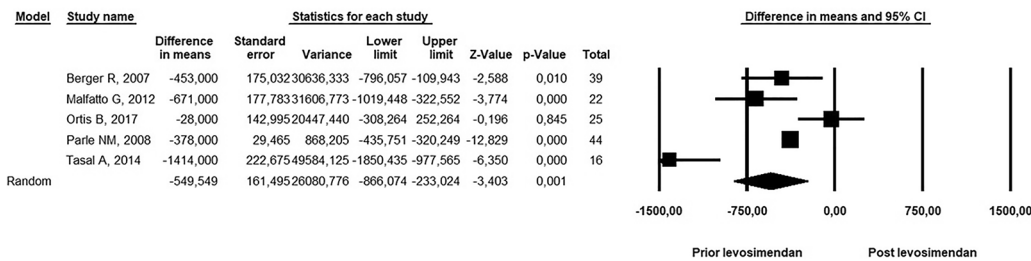 Model Study name Statistics for each study Difference in means and 95% CI
Difference in means Standard error Variance Lower limit Upper limit Z-Value p-Value Total
Berger R, 2007 -453,000 175,032 30636,333 -796,057 -109,943 -2,588 0,010 39
Malfatto G, 2012 -671,000 177,783 31606,773 -1019,448 -322,552 -3,774 0,000 22
Ortis B, 2017 -28,000 142,995 20447,440 -308,264 252,264 -0,196 0,845 25
Parle NM, 2008 -378,000 29,465 868,205 -435,751 -320,249 -12,829 0,000 44
Tasal A, 2014 -1414,000 222,675 49584,125 -1850,435 -977,565 -6,350 0,000 16
Random -549,549 161,495 26080,776 -866,074 -233,024 -3,403 0,001
-1500,00 -750,00 0,00 750,00 1500,00
Prior levosimendan Post levosimendan